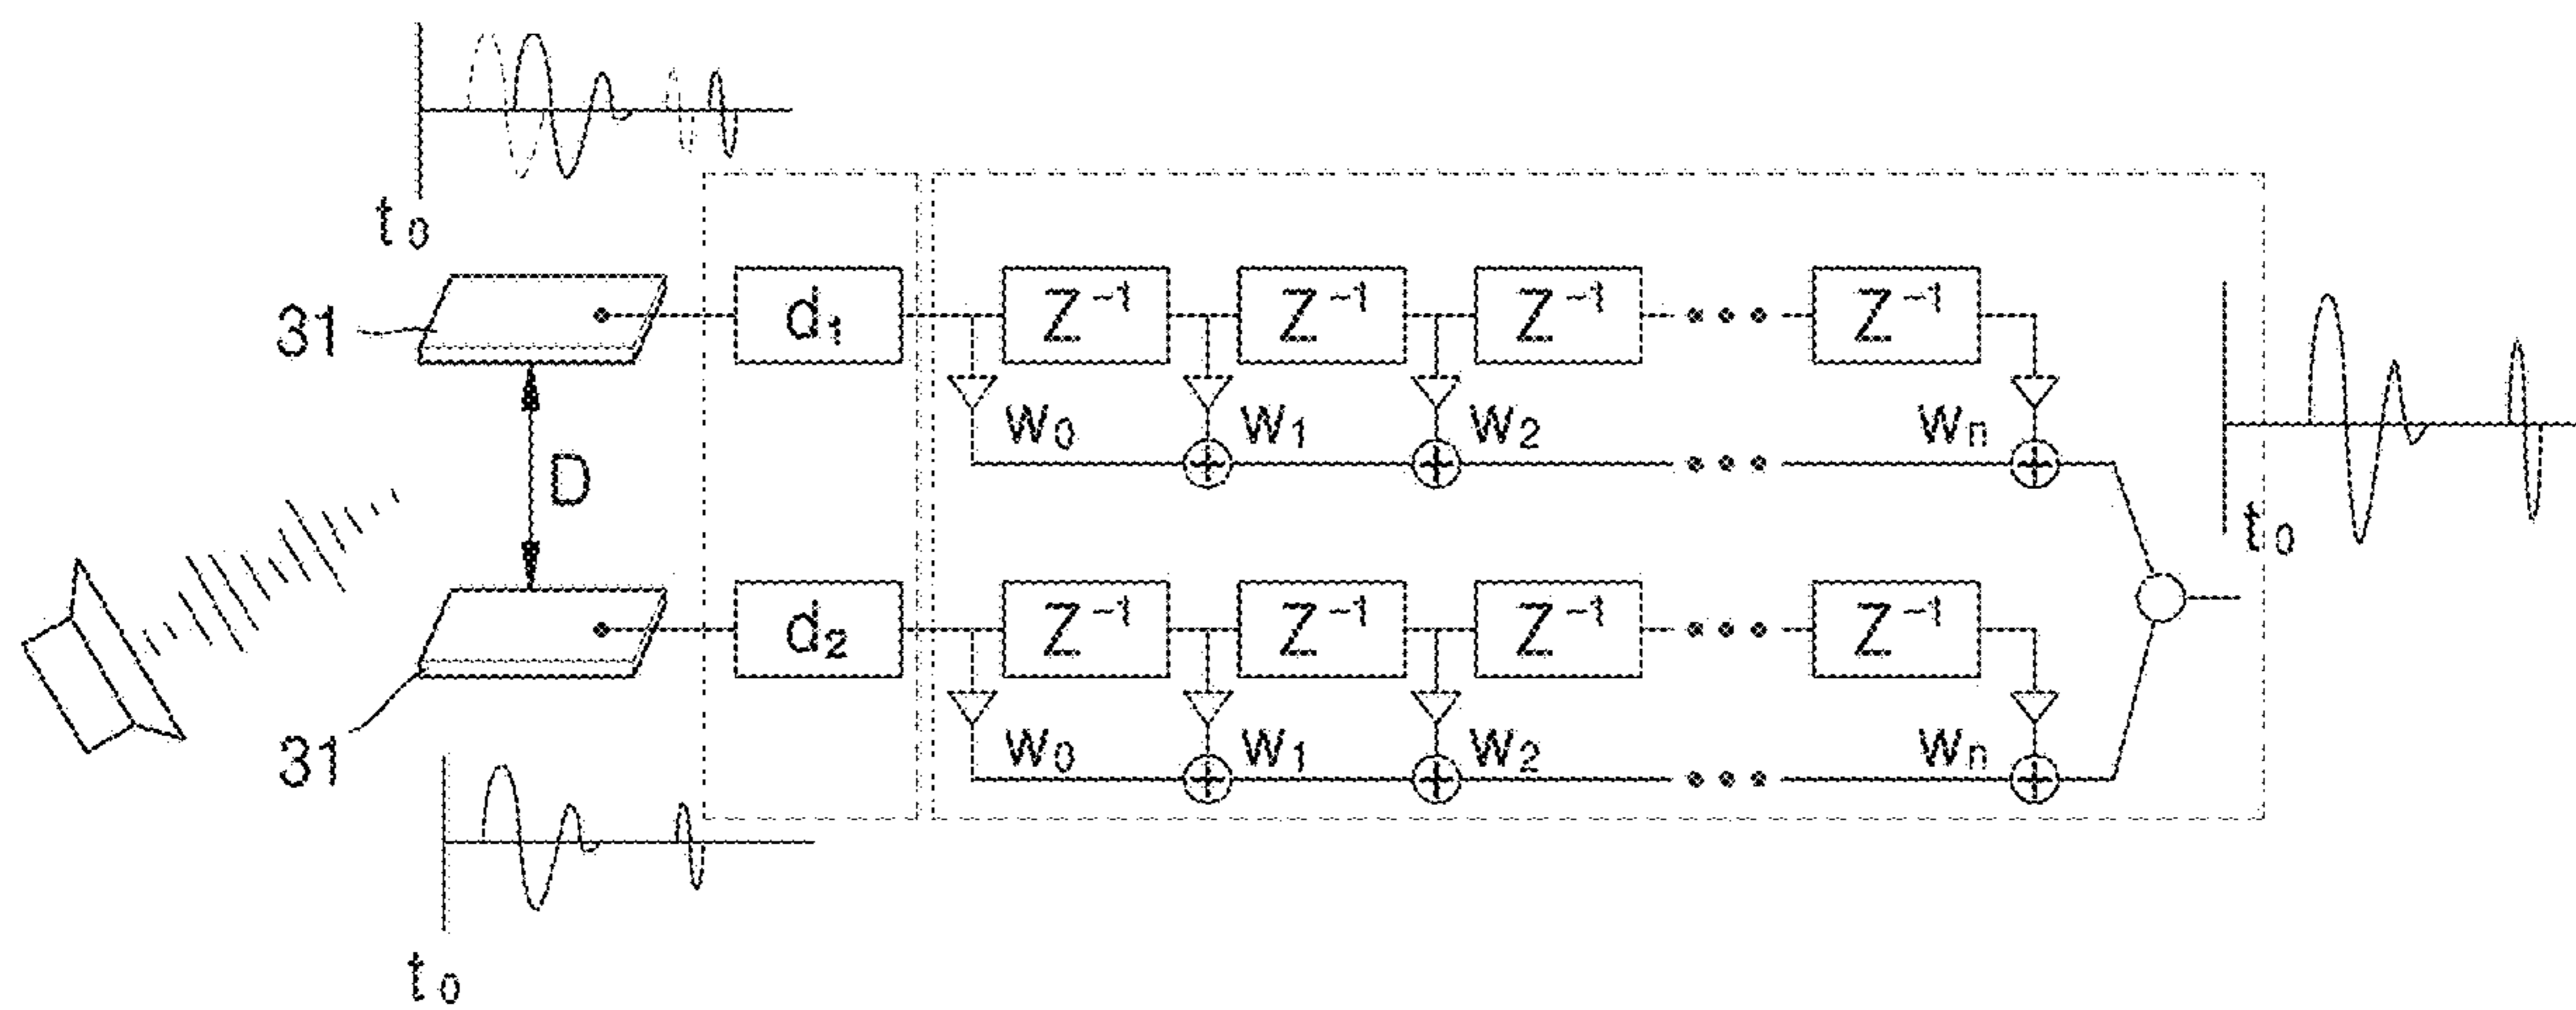 t₀
31
d₁
Z⁻¹ Z⁻¹ Z⁻¹ ••• Z⁻¹
W₀ W₁ W₂ ••• Wₙ
D
t₀
31
d₂
Z⁻¹ Z⁻¹ Z⁻¹ ••• Z⁻¹
W₀ W₁ W₂ ••• Wₙ
t₀